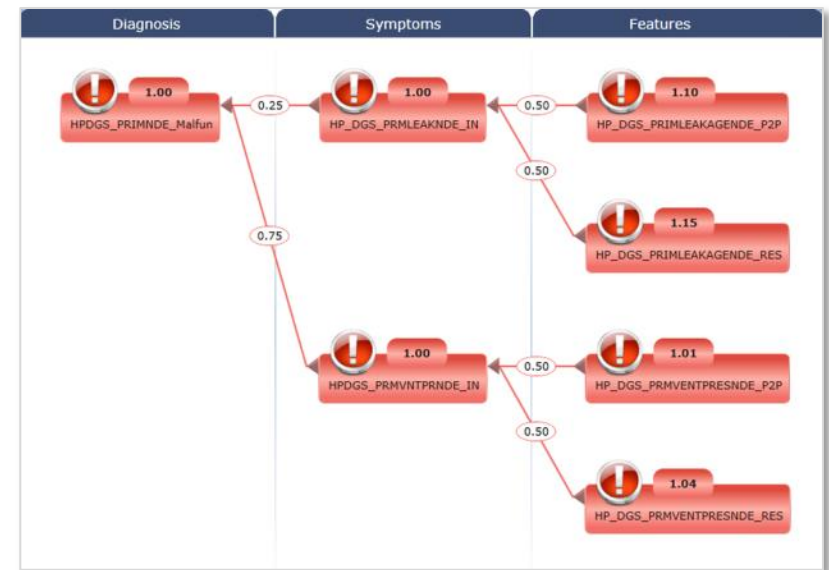 Diagnosis Symptoms Features
1.00 1.00 1.10
HPDGS_PRIMNDE_Malfun 0.25 HP_DGS_PRMLEAKNDE_IN 0.50 HP_DGS_PRIMLEAKAGENDE_P2P
0.50
1.15
0.75
HP_DGS_PRIMLEAKAGENDE_RES
1.00 1.01
HPDGS_PRMVNTPRNDE_IN 0.50 HP_DGS_PRMVENTPRESNDE_P2P
0.50
1.04
HP_DGS_PRMVENTPRESNDE_RES